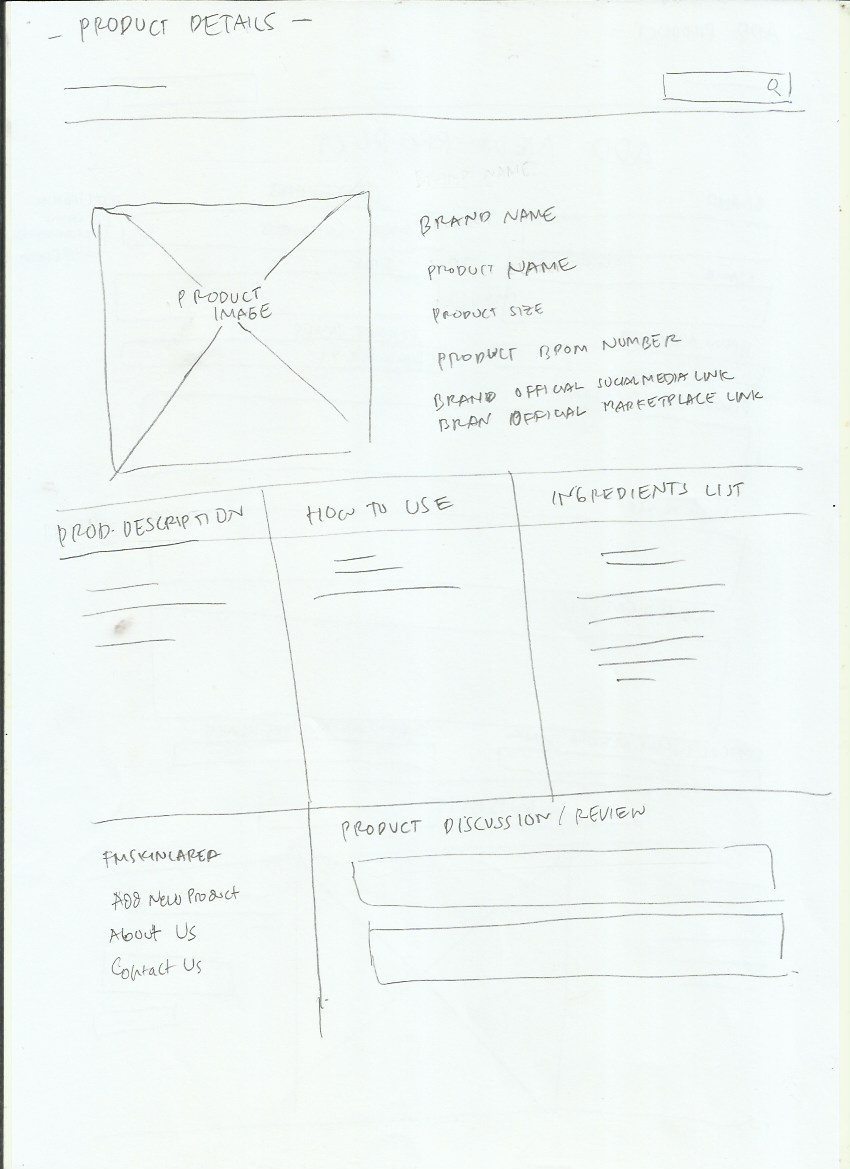 - PRODUCT DETAILS -
PRODUCT
IMAGE
BRAND NAME
PRODUCT NAME
PRODUCT SIZE
PRODUCT BPOM NUMBER
BRAND OFFICIAL SOCIALMEDIA LINK
BRAN OFFICIAL MARKETPLACE LINK
PROD. DESCRIPTION
HOW TO USE
INGREDIENTS LIST
PRODUCT DISCUSSION / REVIEW
FMSKINCARED
Add New Product
About Us
Contact Us